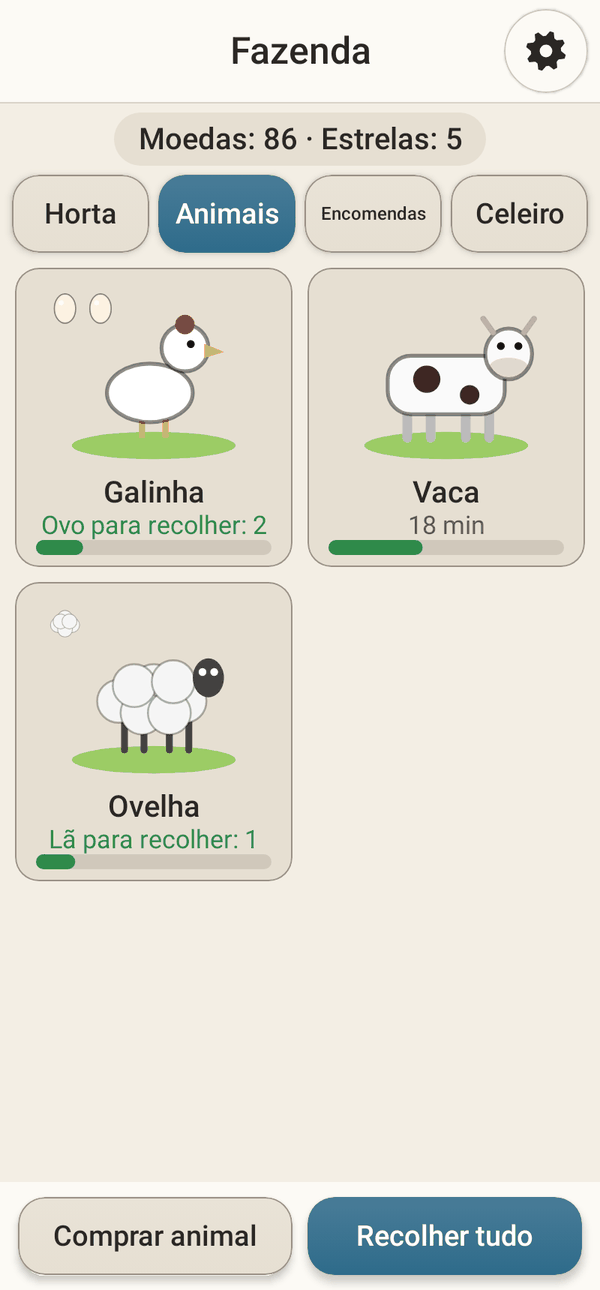 Fazenda
Moedas: 86 · Estrelas: 5
Horta
Animais
Encomendas
Celeiro
Galinha
Ovo para recolher: 2
Vaca
18 min
Ovelha
Lã para recolher: 1
Comprar animal
Recolher tudo